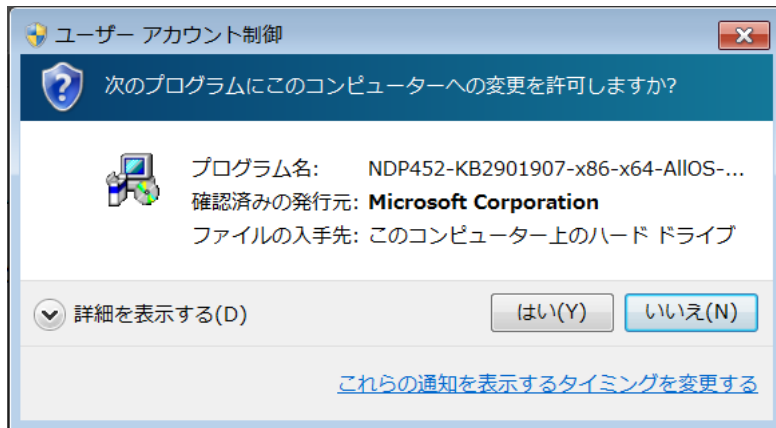 ユーザー アカウント制御
次のプログラムにこのコンピューターへの変更を許可しますか?
プログラム名: NDP452-KB2901907-x86-x64-AllOS-...
確認済みの発行元: Microsoft Corporation
ファイルの入手先: このコンピューター上のハード ドライブ
詳細を表示する(D) はい(Y) いいえ(N)
これらの通知を表示するタイミングを変更する